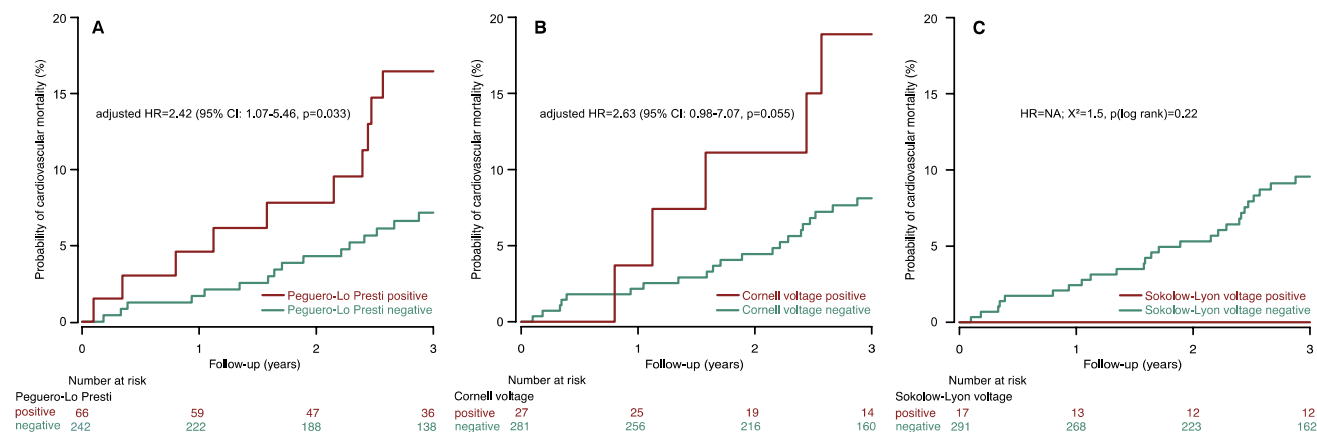 A
Probability of cardiovascular mortality (%)
20
15
10
5
0
adjusted HR=2.42 (95% CI: 1.07-5.46, p=0.033)
Peguero-Lo Presti positive
Peguero-Lo Presti negative
0 1 2 3
Follow-up (years)
Number at risk
Peguero-Lo Presti
positive 66 59 47 36
negative 242 222 188 138
B
Probability of cardiovascular mortality (%)
20
15
10
5
0
adjusted HR=2.63 (95% CI: 0.98-7.07, p=0.055)
Cornell voltage positive
Cornell voltage negative
0 1 2 3
Follow-up (years)
Number at risk
Cornell voltage
positive 27 25 19 14
negative 281 256 216 160
C
Probability of cardiovascular mortality (%)
20
15
10
5
0
HR=NA; X²=1.5, p(log rank)=0.22
Sokolow-Lyon voltage positive
Sokolow-Lyon voltage negative
0 1 2 3
Follow-up (years)
Number at risk
Sokolow-Lyon voltage
positive 17 13 12 12
negative 291 268 223 162